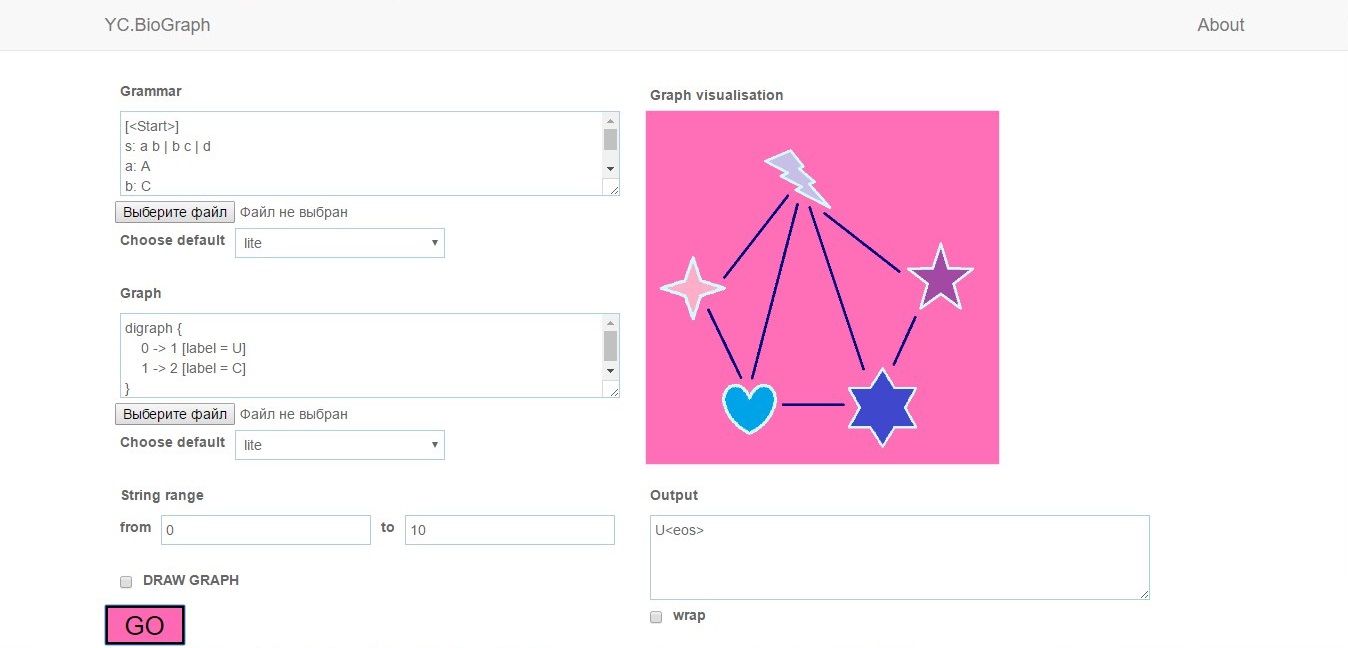 YC.BioGraph
About
Grammar
[<Start>]
s: a b | b c | d
a: A
b: C
Выберите файл Файл не выбран
Choose default lite
Graph
digraph {
0 -> 1 [label = U]
1 -> 2 [label = C]
}
Выберите файл Файл не выбран
Choose default lite
String range
from 0 to 10
DRAW GRAPH
GO
Graph visualisation
Output
U<eos>
wrap